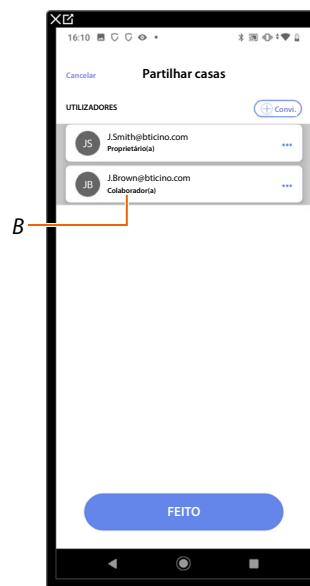 16:10
Cancelar Partilhar casas
UTILIZADORES Convi.
JS J.Smith@bticino.com
Proprietário(a)
JB J.Brown@bticino.com
Colaborador(a)
B
FEITO